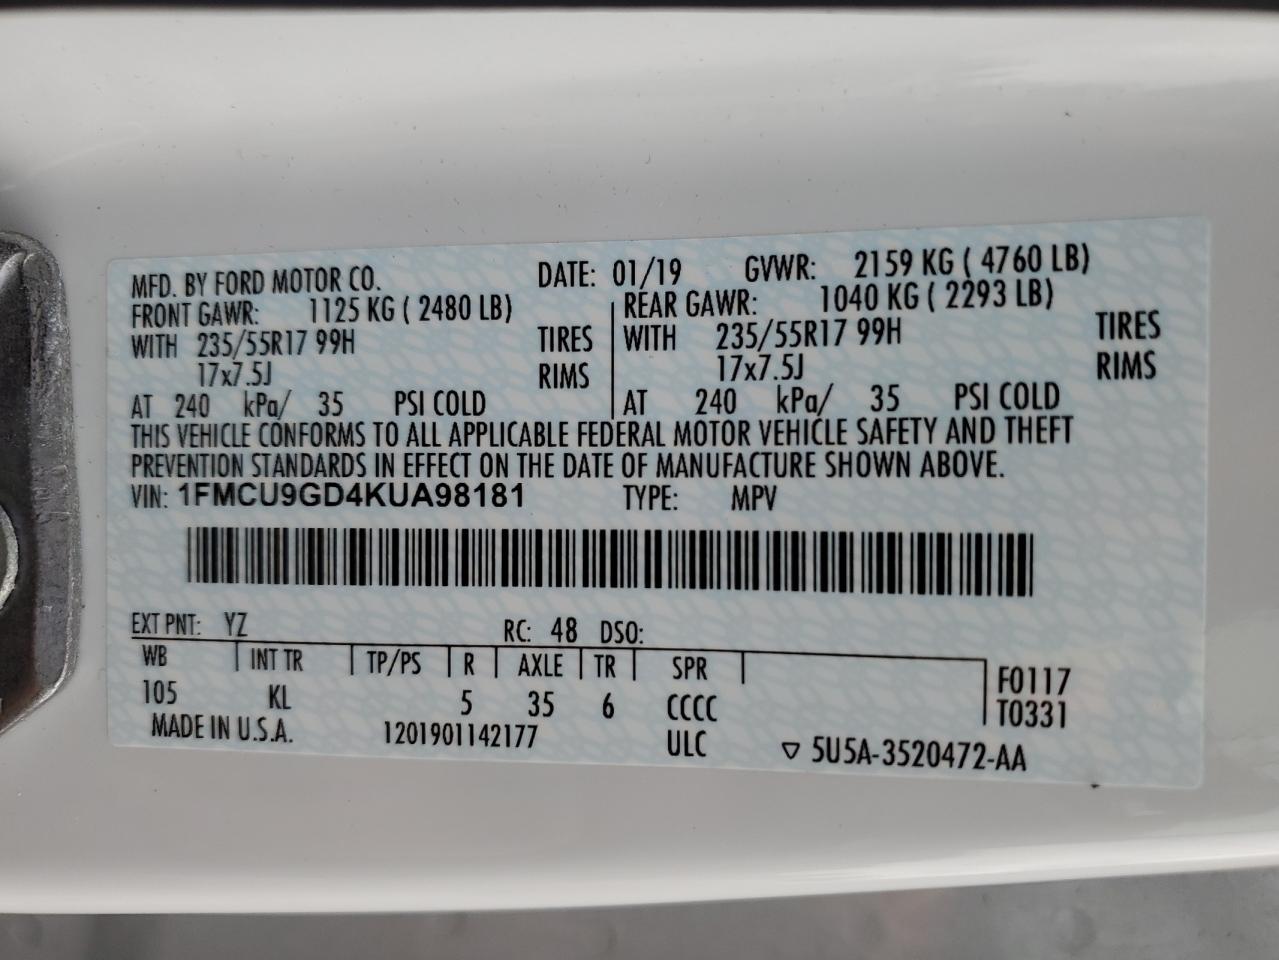 MFD. BY FORD MOTOR CO. DATE: 01/19 GVWR: 2159 KG ( 4760 LB)
FRONT GAWR: 1125 KG ( 2480 LB) REAR GAWR: 1040 KG ( 2293 LB)
WITH 235/55R17 99H TIRES WITH 235/55R17 99H TIRES
17x7.5J RIMS 17x7.5J RIMS
AT 240 kPa/ 35 PSI COLD AT 240 kPa/ 35 PSI COLD
THIS VEHICLE CONFORMS TO ALL APPLICABLE FEDERAL MOTOR VEHICLE SAFETY AND THEFT
PREVENTION STANDARDS IN EFFECT ON THE DATE OF MANUFACTURE SHOWN ABOVE.
VIN: 1FMCU9GD4KUA98181 TYPE: MPV
EXT PNT: YZ RC: 48 DSO:
WB INT TR TP/PS R AXLE TR SPR F0117
105 KL 5 35 6 CCCC T0331
MADE IN U.S.A. 1201901142177 ULC ▽ 5U5A-3520472-AA